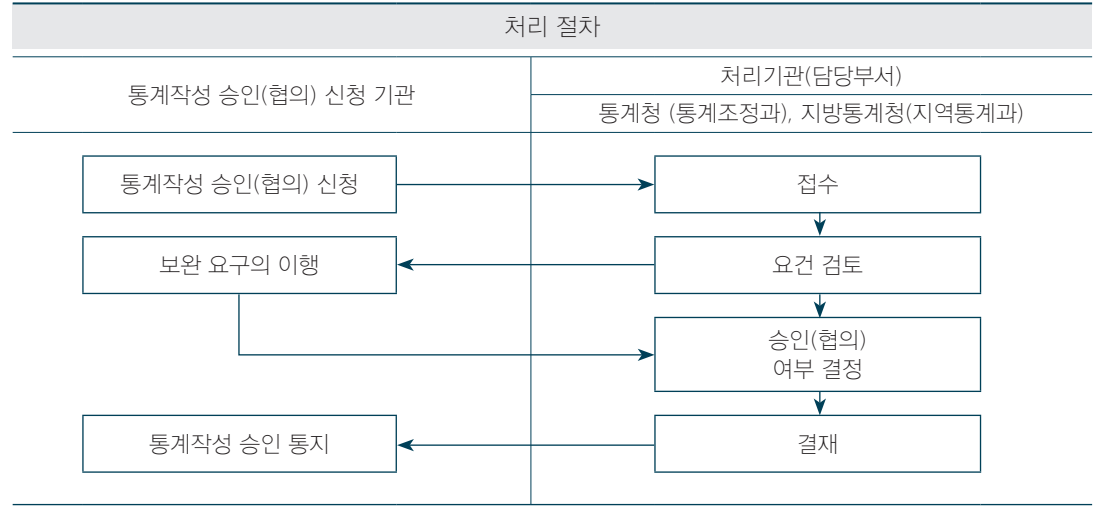 처리 절차
통계작성 승인(협의) 신청 기관
처리기관(담당부서)
통계청 (통계조정과), 지방통계청(지역통계과)
통계작성 승인(협의) 신청
접수
보완 요구의 이행
요건 검토
승인(협의)
여부 결정
통계작성 승인 통지
결재